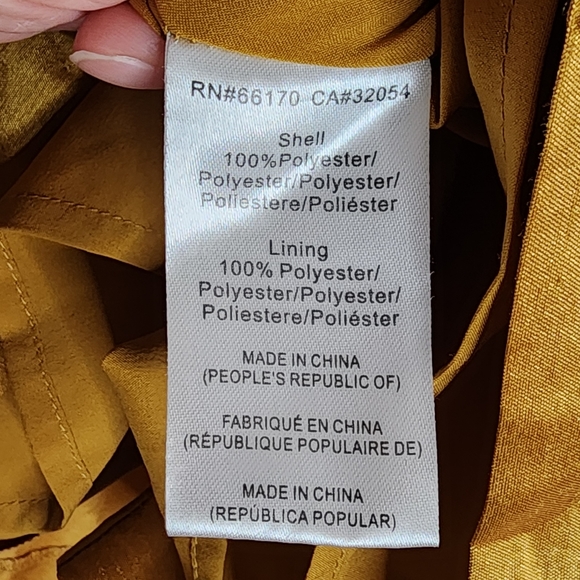 RN#66170 CA#32054
Shell
100%Polyester/
Polyester/Polyester/
Poliestere/Poliéster
Lining
100% Polyester/
Polyester/Polyester/
Poliestere/Poliéster
MADE IN CHINA
(PEOPLE'S REPUBLIC OF)
FABRIQUÉ EN CHINA
(RÉPUBLIQUE POPULAIRE DE)
MADE IN CHINA
(REPÚBLICA POPULAR)